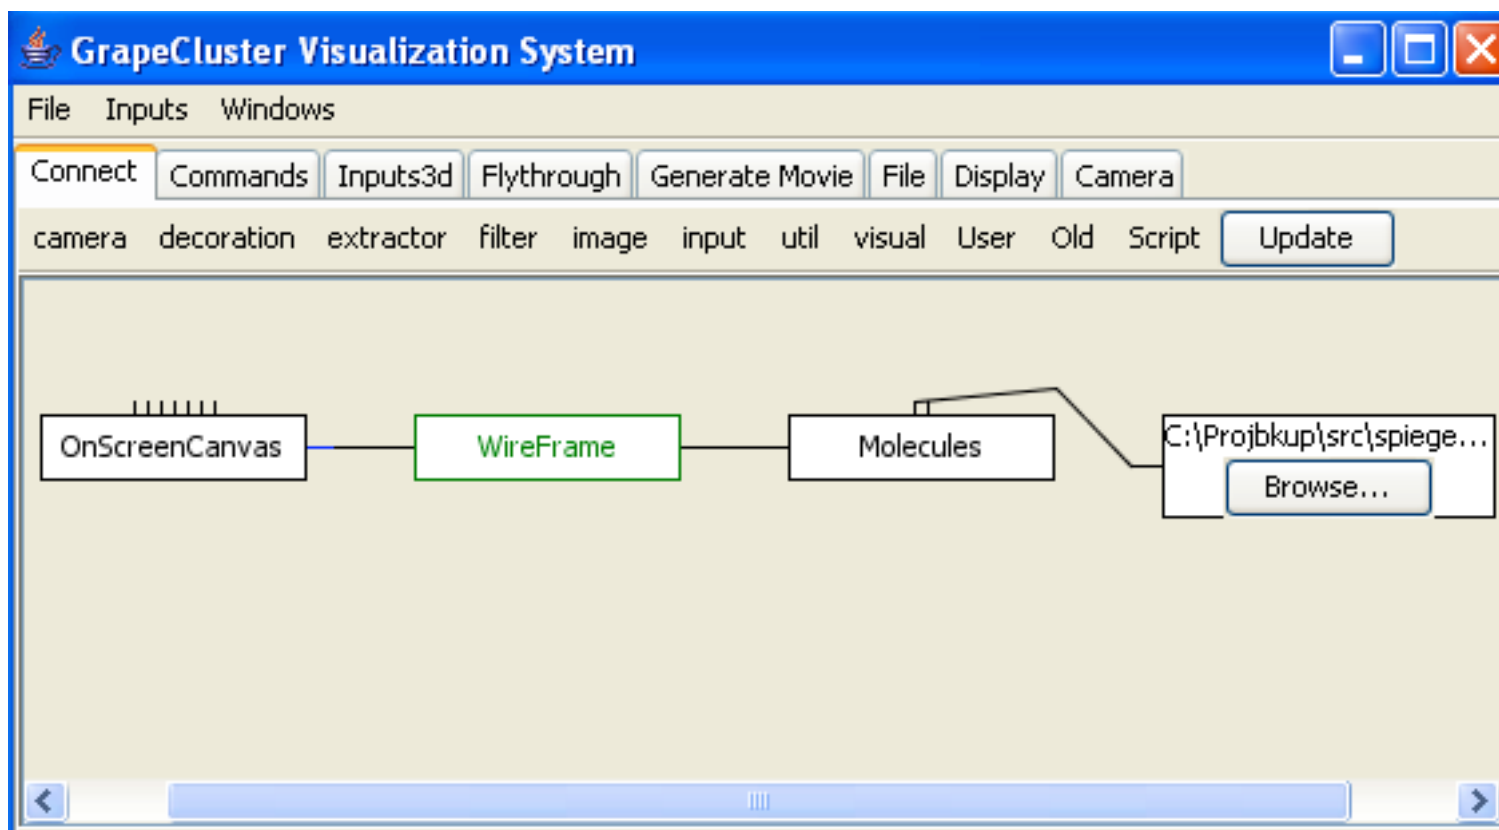 GrapeCluster Visualization System
File Inputs Windows
Connect Commands Inputs3d Flythrough Generate Movie File Display Camera
camera decoration extractor filter image input util visual User Old Script Update
OnScreenCanvas WireFrame Molecules C:\Projbkup\src\spiege...
Browse...